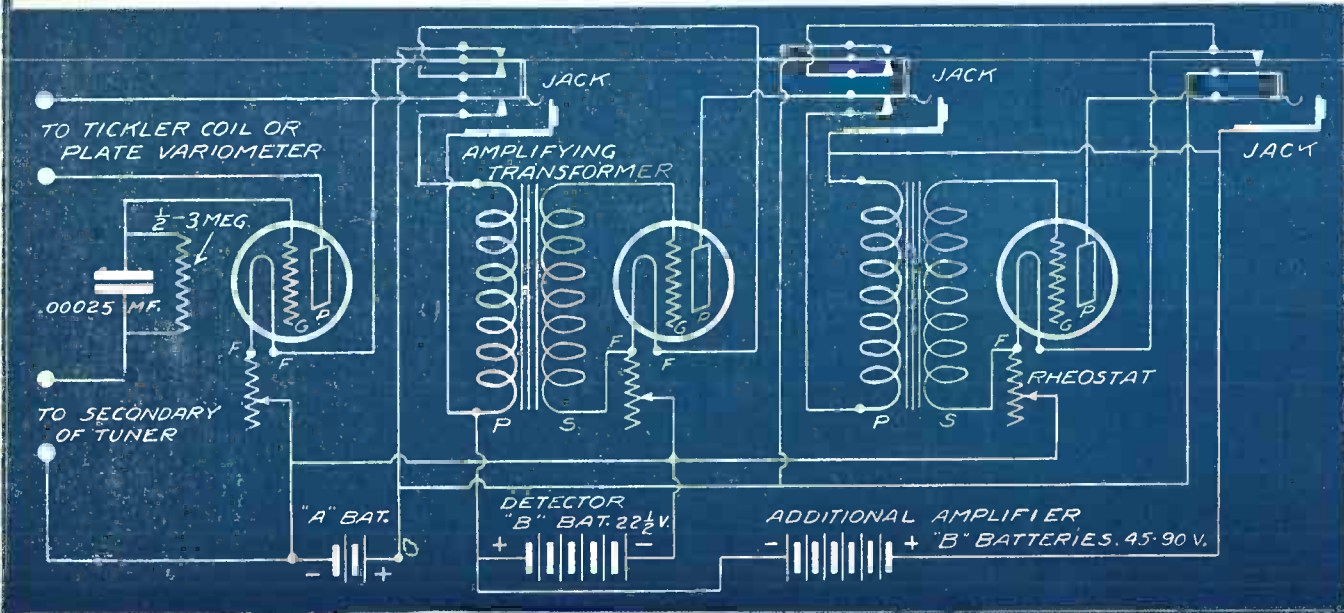 JACK
JACK
JACK
TO TICKLER COIL OR
PLATE VARIOMETER
AMPLIFYING
TRANSFORMER
½-3 MEG.
.00025 MF.
G
P
F
F
G
P
F
F
G
P
F
RHEOSTAT
TO SECONDARY
OF TUNER
P
S
P
S
"A" BAT.
- +
DETECTOR
"B" BAT. 22½ V.
+ -
ADDITIONAL AMPLIFIER
"B" BATTERIES. 45-90 V.
- +